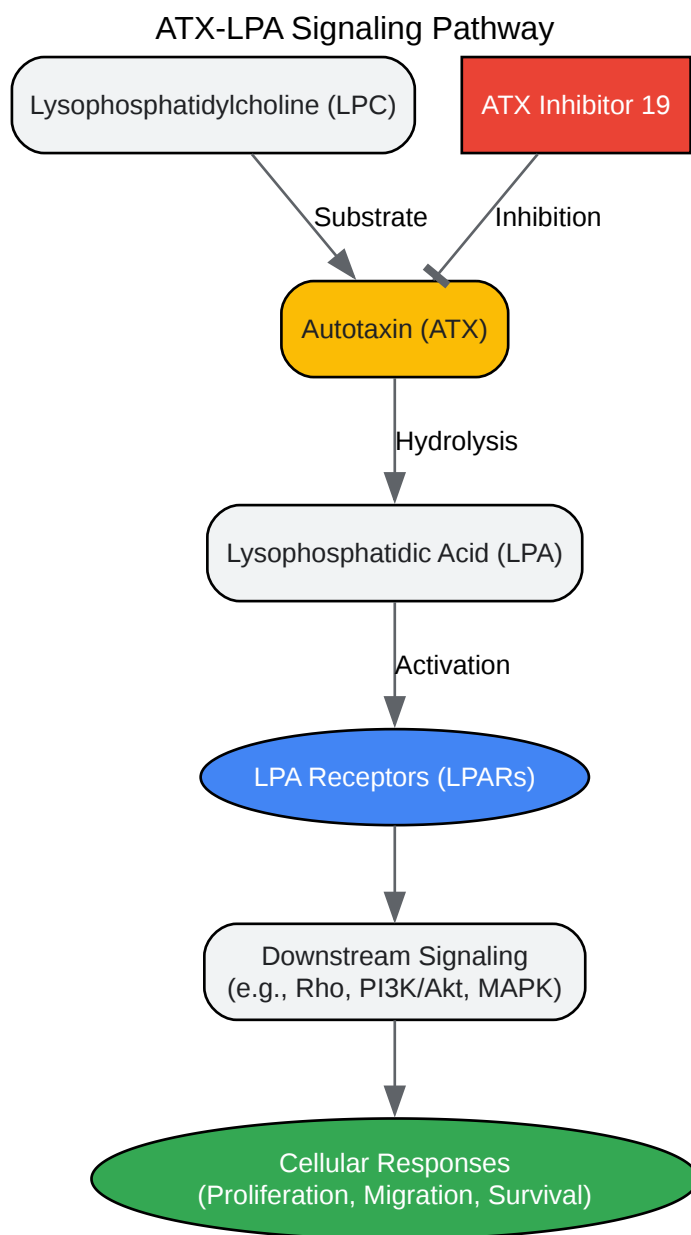 ATX-LPA Signaling Pathway
Lysophosphatidylcholine (LPC)
ATX Inhibitor 19
Substrate
Inhibition
Autotaxin (ATX)
Hydrolysis
Lysophosphatidic Acid (LPA)
Activation
LPA Receptors (LPARs)
Downstream Signaling
(e.g., Rho, PI3K/Akt, MAPK)
Cellular Responses
(Proliferation, Migration, Survival)